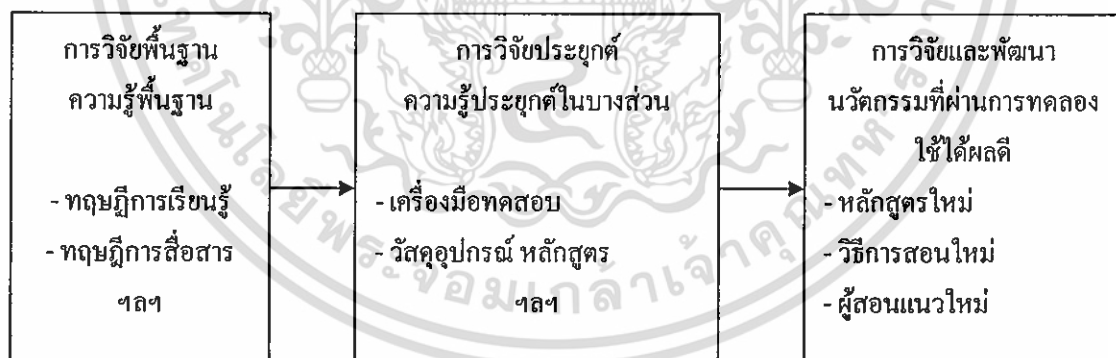 การวิจัยพื้นฐาน
ความรู้พื้นฐาน
- ทฤษฎีการเรียนรู้
- ทฤษฎีการสื่อสาร
ฯลฯ
การวิจัยประยุกต์
ความรู้ประยุกต์ในบางส่วน
- เครื่องมือทดสอบ
- วัสดุอุปกรณ์ หลักสูตร
ฯลฯ
การวิจัยและพัฒนา
นวัตกรรมที่ผ่านการทดลอง
ใช้ได้ผลดี
- หลักสูตรใหม่
- วิธีการสอนใหม่
- ผู้สอนแนวใหม่